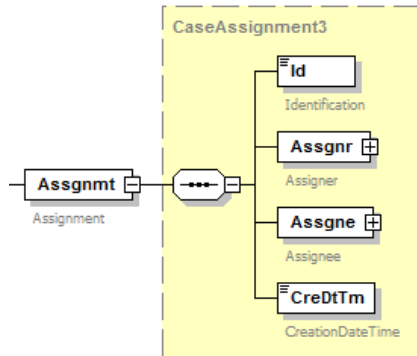 CaseAssignment3
Id
Identification
Assgnr
Assigner
Assgnmt
Assignment
Assgne
Assignee
CreDtTm
CreationDateTime